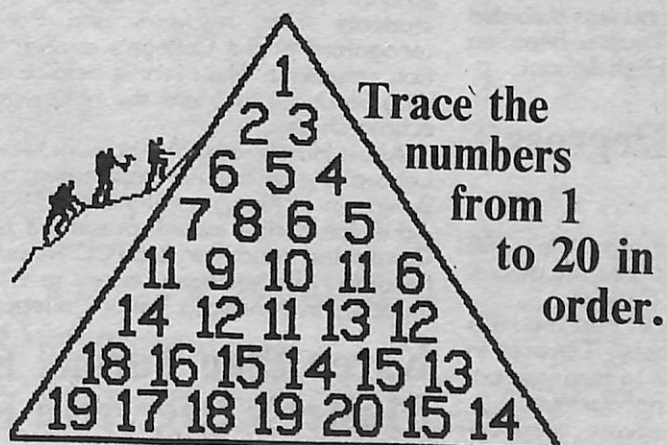 1
2 3
6 5 4
7 8 6 5
11 9 10 11 6
14 12 11 13 12
18 16 15 14 15 13
19 17 18 19 20 15 14
Trace the
numbers
from 1
to 20 in
order.